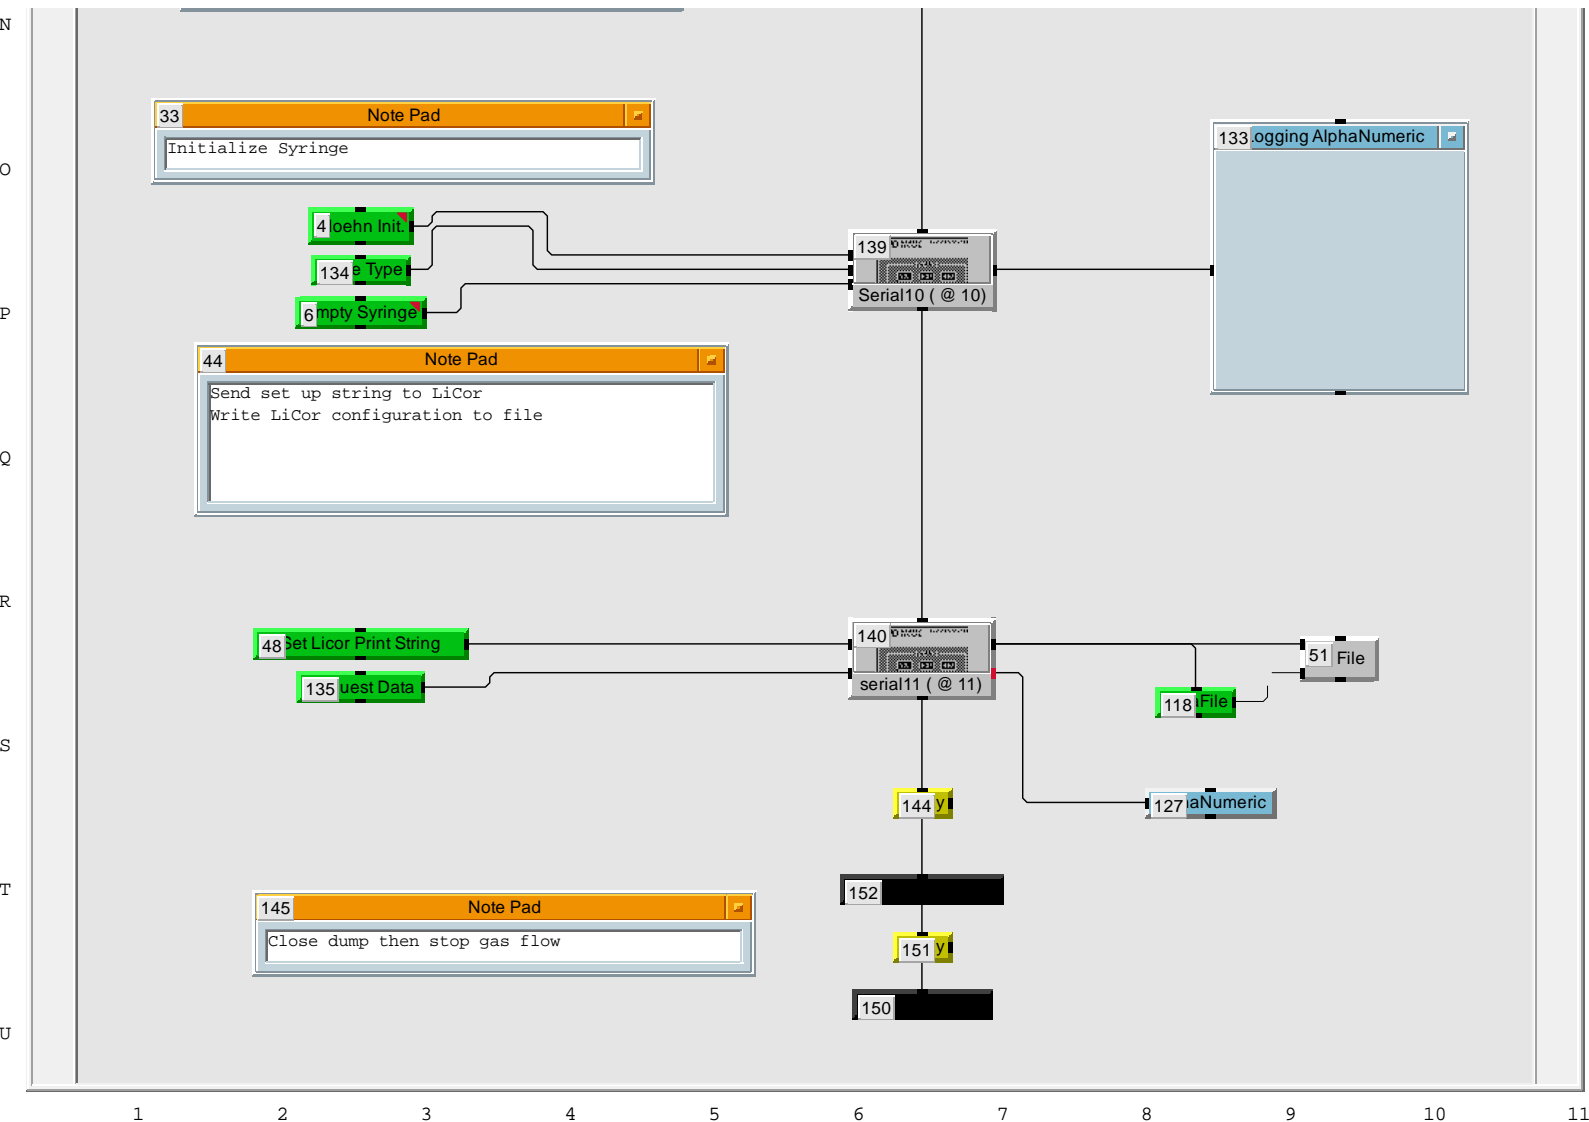 N
33 Note Pad
Initialize Syringe
133 ogging AlphaNumeric
O
4 loehn Init.
134 e Type
6 mpty Syringe
139
Serial10 ( @ 10)
P
44 Note Pad
Send set up string to LiCor
Write LiCor configuration to file
Q
R
48 Set Licor Print String
135 uest Data
140
serial11 ( @ 11)
51 File
118 File
S
144 y
127 aNumeric
T
152
145 Note Pad
Close dump then stop gas flow
151 y
150
U
1 2 3 4 5 6 7 8 9 10 11